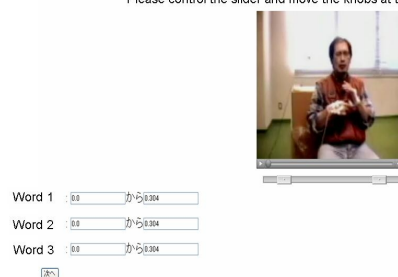 Please control the slider and move the knobs at
Word 1 : 0.0 から 0.304
Word 2 : 0.0 から 0.304
Word 3 : 0.0 から 0.304
次へ